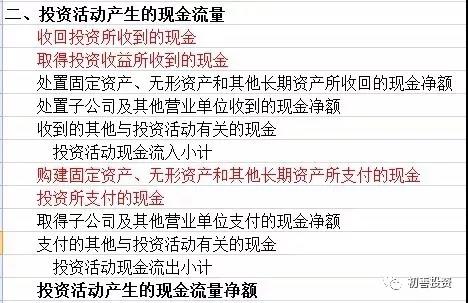 二、投资活动产生的现金流量
收回投资所收到的现金
取得投资收益所收到的现金
处置固定资产、无形资产和其他长期资产所收回的现金净额
处置子公司及其他营业单位收到的现金净额
收到的其他与投资活动有关的现金
投资活动现金流入小计
购建固定资产、无形资产和其他长期资产所支付的现金
投资所支付的现金
取得子公司及其他营业单位支付的现金净额
支付的其他与投资活动有关的现金
投资活动现金流出小计
投资活动产生的现金流量净额
初善投资